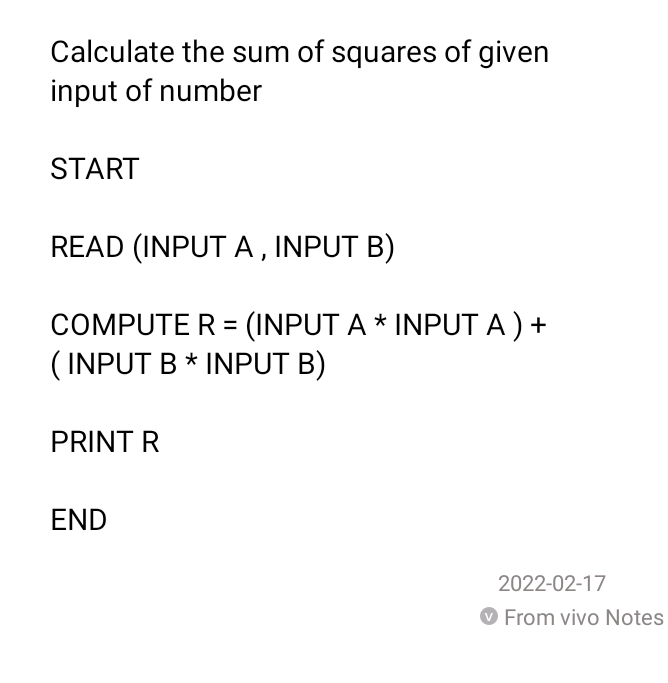 Calculate the sum of squares of given
input of number
START
READ (INPUT A , INPUT B)
COMPUTE R = (INPUT A * INPUT A ) +
( INPUT B * INPUT B)
PRINT R
END
2022-02-17
V From vivo Notes